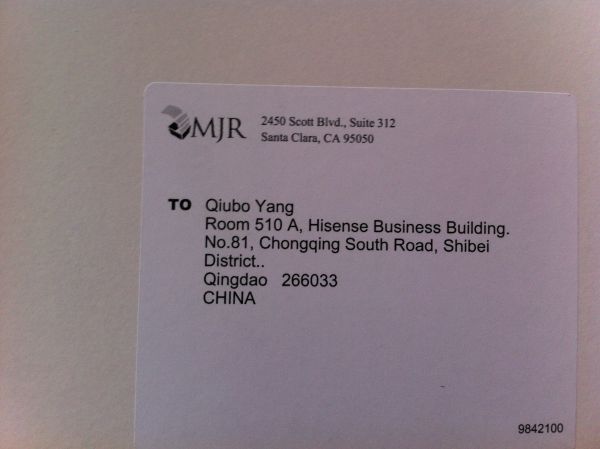 MJR
2450 Scott Blvd., Suite 312
Santa Clara, CA 95050
TO Qiubo Yang
Room 510 A, Hisense Business Building.
No.81, Chongqing South Road, Shibei
District..
Qingdao 266033
CHINA
9842100